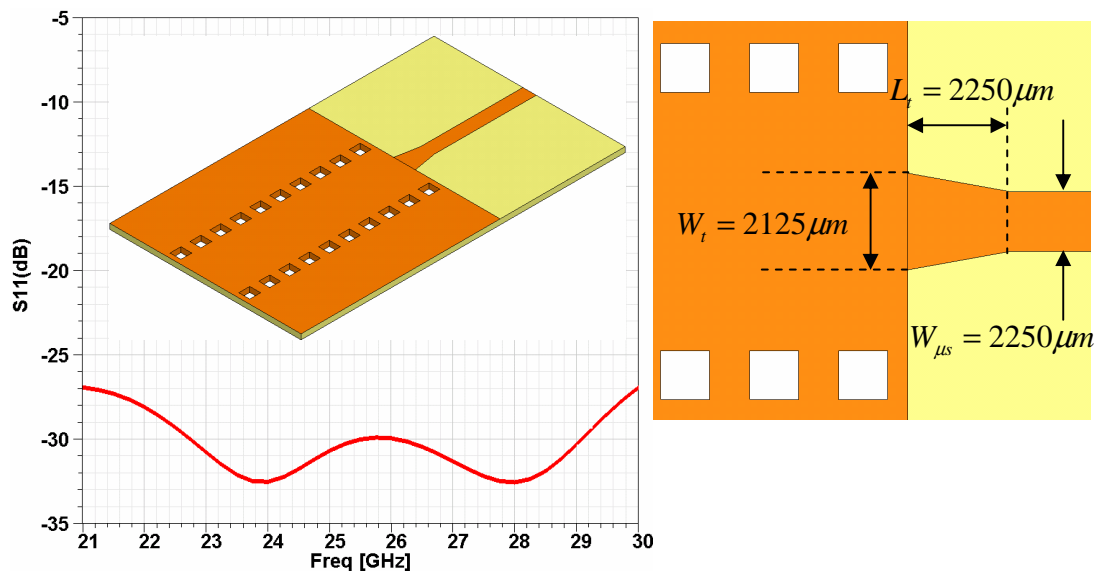 -5
-10
-15
-20
-25
-30
-35
S11(dB)
21 22 23 24 25 26 27 28 29 30
Freq [GHz]
L_t = 2250μm
W_t = 2125μm
W_μs = 2250μm